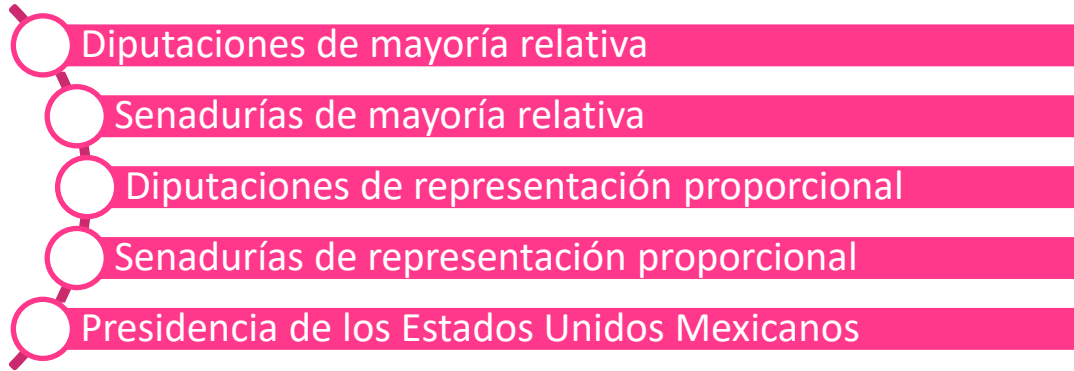 Diputaciones de mayoría relativa
Senadurías de mayoría relativa
Diputaciones de representación proporcional
Senadurías de representación proporcional
Presidencia de los Estados Unidos Mexicanos